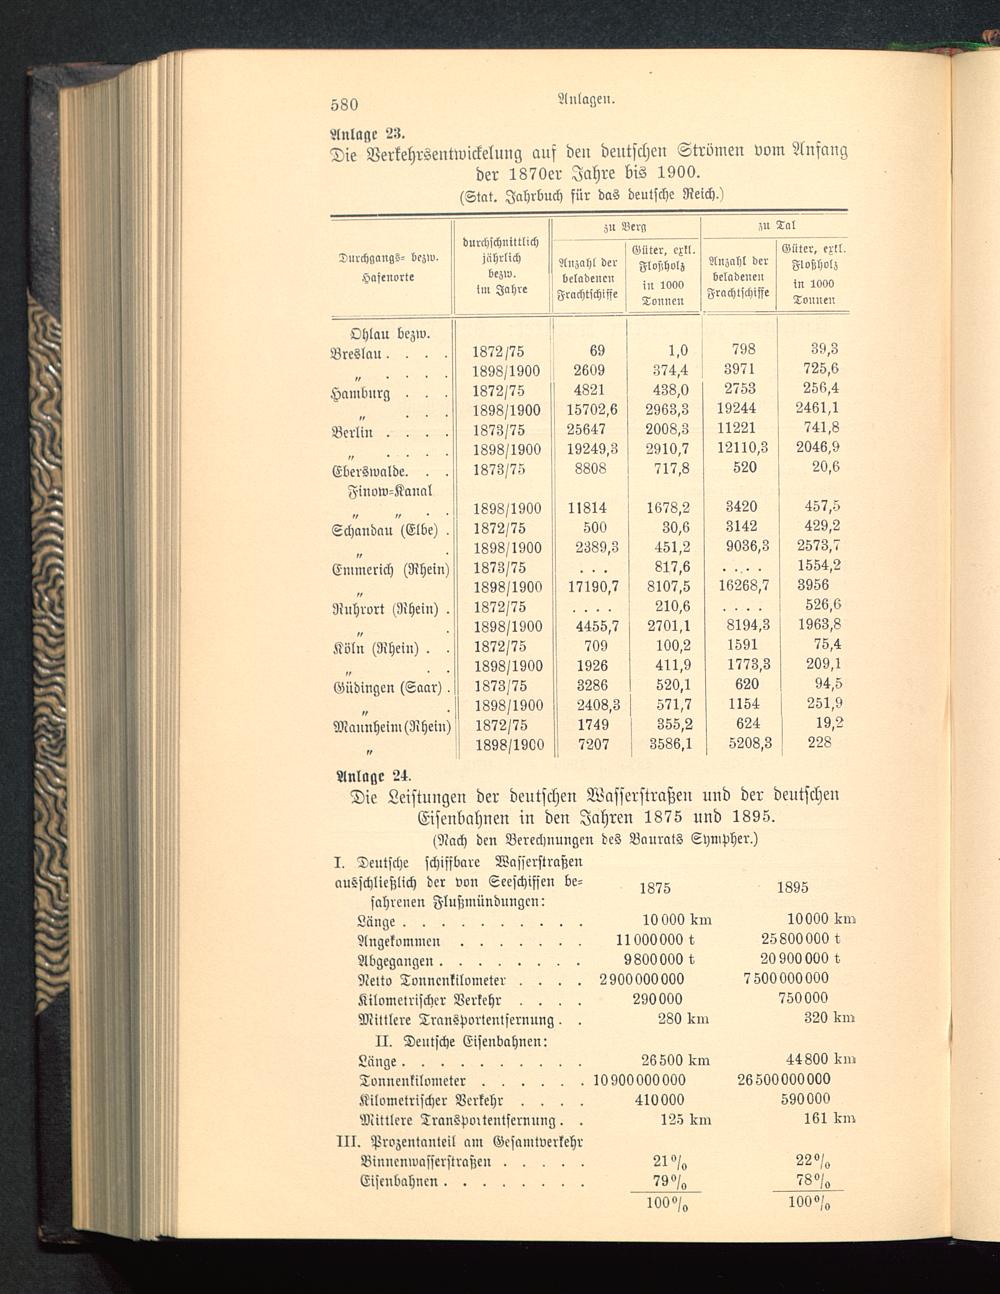 580
Anlagen.
Anlage 23.
Die Verkehrsentwickelung auf den deutschen Strömen vom Anfang
der 1870er Jahre bis 1900.
(Stat. Jahrbuch für das deutsche Reich.)
Durchgangs= bezw. Hafenorte | durchschnittlich jährlich bezw. im Jahre | zu Berg | zu Tal
Anzahl der beladenen Frachtschiffe | Güter, exkl. Floßholz in 1000 Tonnen | Anzahl der beladenen Frachtschiffe | Güter, exkl. Floßholz in 1000 Tonnen
Ohlau bezw.
Breslau . . . . 1872/75 69 1,0 798 39,3
„ . . . . 1898/1900 2609 374,4 3971 725,6
Hamburg . . . 1872/75 4821 438,0 2753 256,4
„ . . . 1898/1900 15702,6 2963,3 19244 2461,1
Berlin . . . . 1873/75 25647 2008,3 11221 741,8
„ . . . . 1898/1900 19249,3 2910,7 12110,3 2046,9
Eberswalde. . . 1873/75 8808 717,8 520 20,6
Finow=Kanal
„ „ . . 1898/1900 11814 1678,2 3420 457,5
Schandau (Elbe) . 1872/75 500 30,6 3142 429,2
„ . 1898/1900 2389,3 451,2 9036,3 2573,7
Emmerich (Rhein) 1873/75 . . . 817,6 . . . . 1554,2
„ 1898/1900 17190,7 8107,5 16268,7 3956
Ruhrort (Rhein) . 1872/75 . . . . 210,6 . . . . 526,6
„ . 1898/1900 4455,7 2701,1 8194,3 1963,8
Köln (Rhein) . . 1872/75 709 100,2 1591 75,4
„ . . 1898/1900 1926 411,9 1773,3 209,1
Güdingen (Saar) . 1873/75 3286 520,1 620 94,5
„ . 1898/1900 2408,3 571,7 1154 251,9
Mannheim (Rhein) 1872/75 1749 355,2 624 19,2
„ 1898/1900 7207 3586,1 5208,3 228
Anlage 24.
Die Leistungen der deutschen Wasserstraßen und der deutschen
Eisenbahnen in den Jahren 1875 und 1895.
(Nach den Berechnungen des Baurats Sympher.)
I. Deutsche schiffbare Wasserstraßen
ausschließlich der von Seeschiffen be= 1875 1895
fahrenen Flußmündungen:
Länge . . . . . . . . . . 10000 km 10000 km
Angekommen . . . . . . . 11000000 t 25800000 t
Abgegangen . . . . . . . . 9800000 t 20900000 t
Netto Tonnenkilometer . . . . 2900000000 7500000000
Kilometrischer Verkehr . . . . 290000 750000
Mittlere Transportentfernung . . 280 km 320 km
II. Deutsche Eisenbahnen:
Länge . . . . . . . . . . 26500 km 44800 km
Tonnenkilometer . . . . . . 10900000000 26500000000
Kilometrischer Verkehr . . . . 410000 590000
Mittlere Transportentfernung . . 125 km 161 km
III. Prozentanteil am Gesamtverkehr
Binnenwasserstraßen . . . . . 21% 22%
Eisenbahnen . . . . . . . . 79% 78%
100% 100%